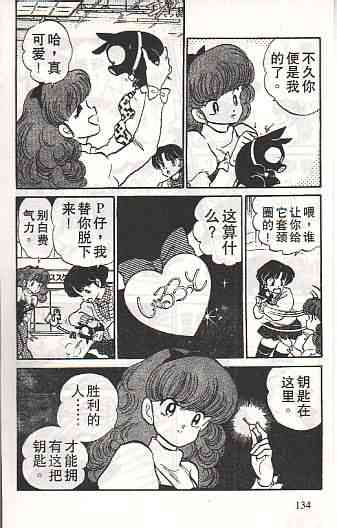 不久你
便是我
的了。
哈，真
可爱！
喂，谁
让你给
它套颈
圈的！
这算什
么？
P仔，我
替你脱下
来！
别白费
气力。
钥匙在
这里。
胜利的
人……
才能拥
有这把
钥匙。
134